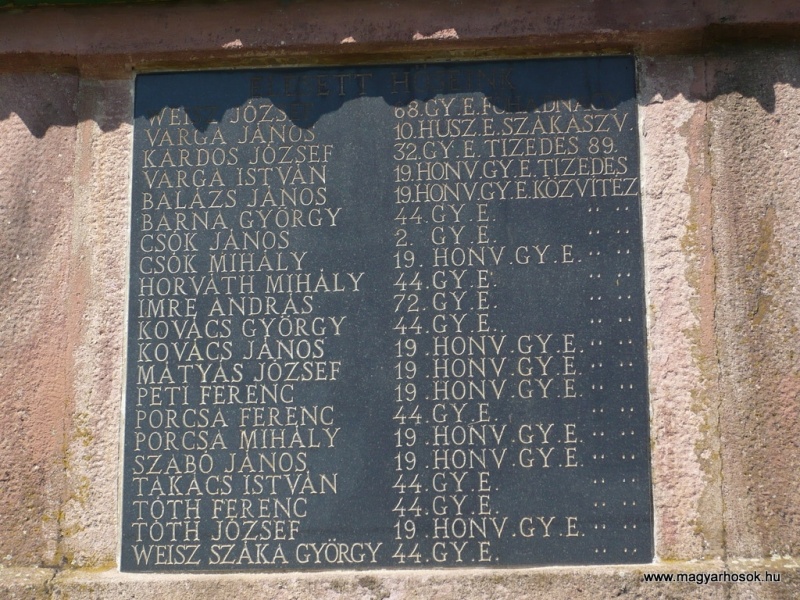 ELESETT HŐSEINK
WEISZ JÓZSEF 68.GY.E.FŐHADNAGY
VARGA JÁNOS 10.HUSZ.E.SZAKASZV.
KARDOS JÓZSEF 32.GY.E.TIZEDES 89.
VARGA ISTVÁN 19.HONV.GY.E.TIZEDES
BALÁZS JÁNOS 19.HONV.GY.E.KÖZVITÉZ
BARNA GYÖRGY 44.GY.E. " "
CSÓK JÁNOS 2. GY.E. " "
CSÓK MIHÁLY 19.HONV.GY.E. " "
HORVÁTH MIHÁLY 44.GY.E. " "
IMRE ANDRÁS 72.GY.E. " "
KOVÁCS GYÖRGY 44.GY.E. " "
KOVÁCS JÁNOS 19.HONV.GY.E. " "
MÁTYÁS JÓZSEF 19.HONV.GY.E. " "
PETI FERENC 19.HONV.GY.E. " "
PORCSA FERENC 44.GY.E. " "
PORCSA MIHÁLY 19.HONV.GY.E. " "
SZABÓ JÁNOS 19.HONV.GY.E. " "
TAKÁCS ISTVÁN 44.GY.E. " "
TÓTH FERENC 44.GY.E. " "
TÓTH JÓZSEF 19.HONV.GY.E. " "
WEISZ SZÁKA GYÖRGY 44.GY.E. " "
www.magyarhosok.hu